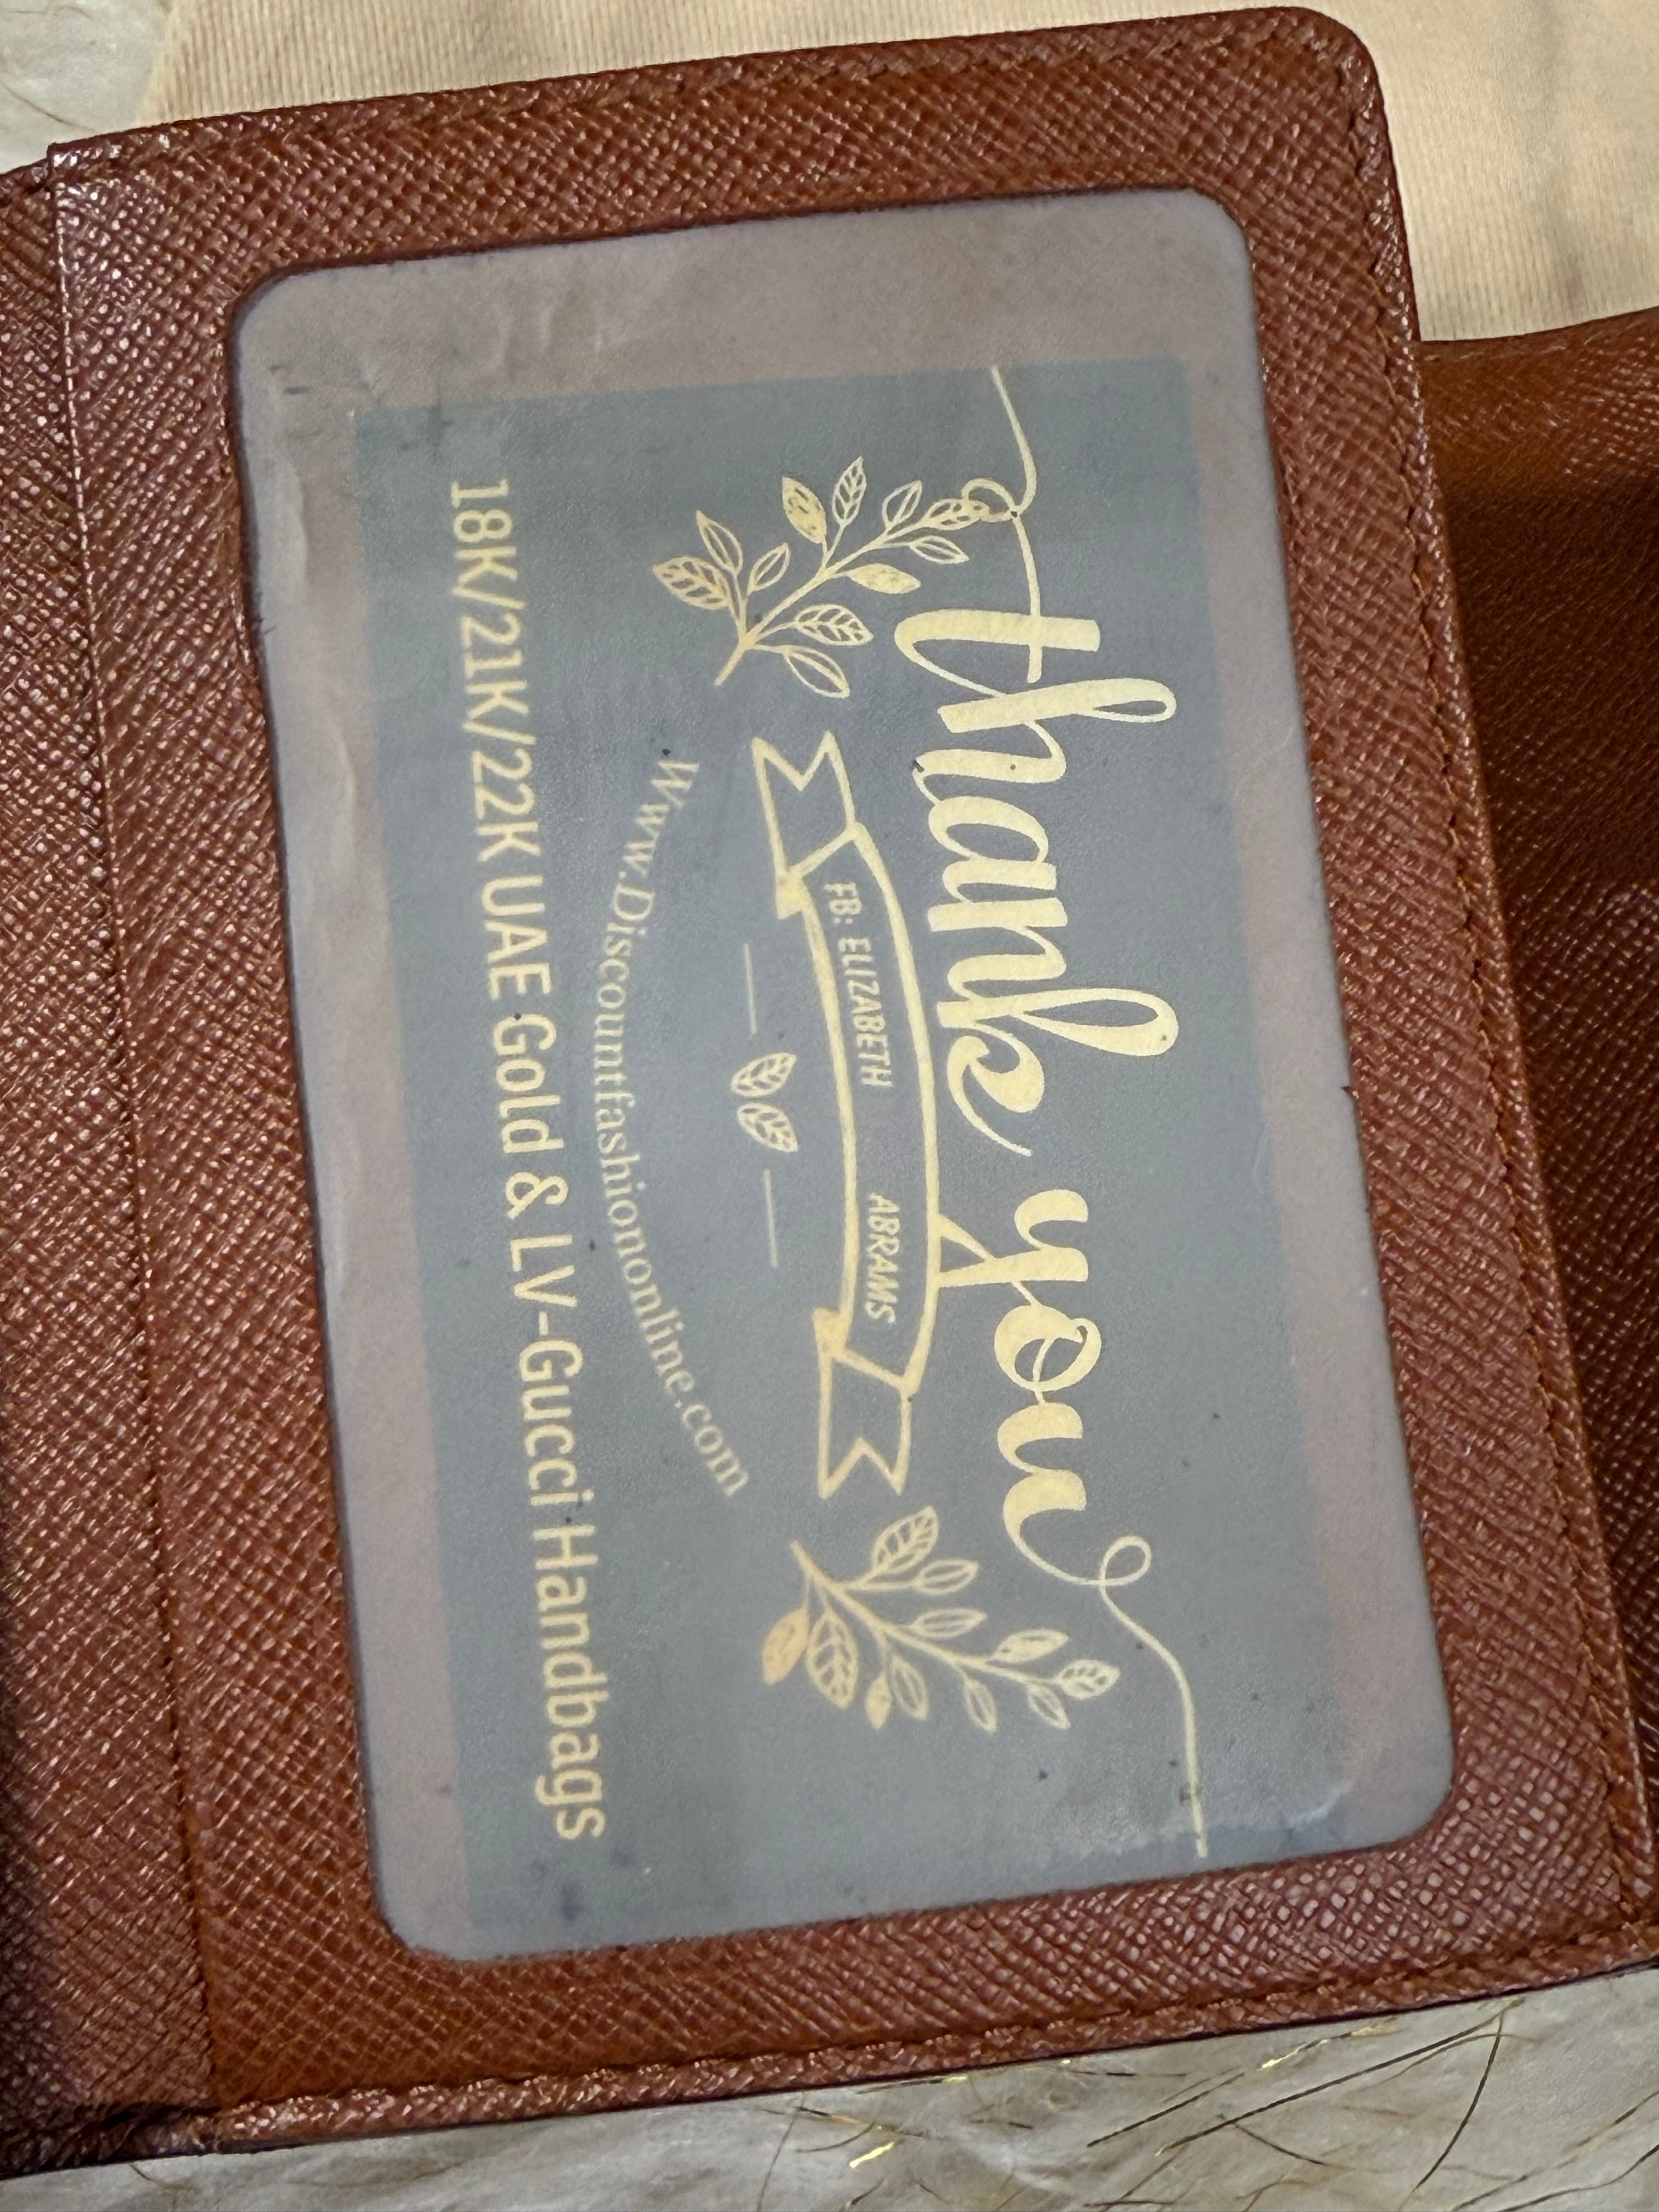 thank you
FB: ELIZABETH ABRAMS
Www.Discountfashiononline.com
18K/21K/22K UAE Gold & LV-Gucci Handbags